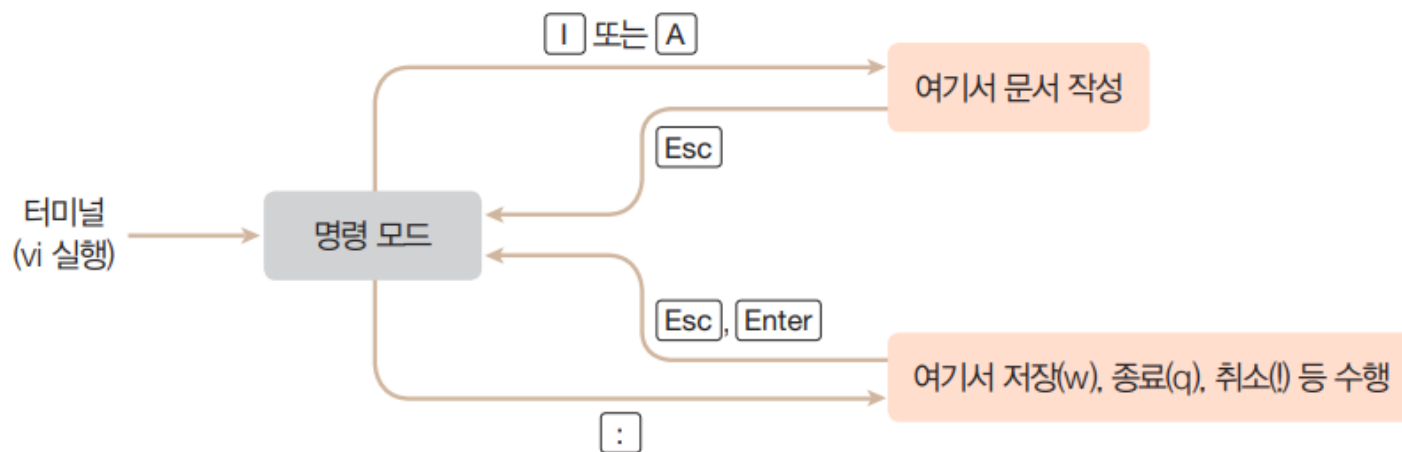 I 또는 A
여기서 문서 작성
Esc
터미널
(vi 실행)
명령 모드
Esc, Enter
여기서 저장(w), 종료(q), 취소(!) 등 수행
: